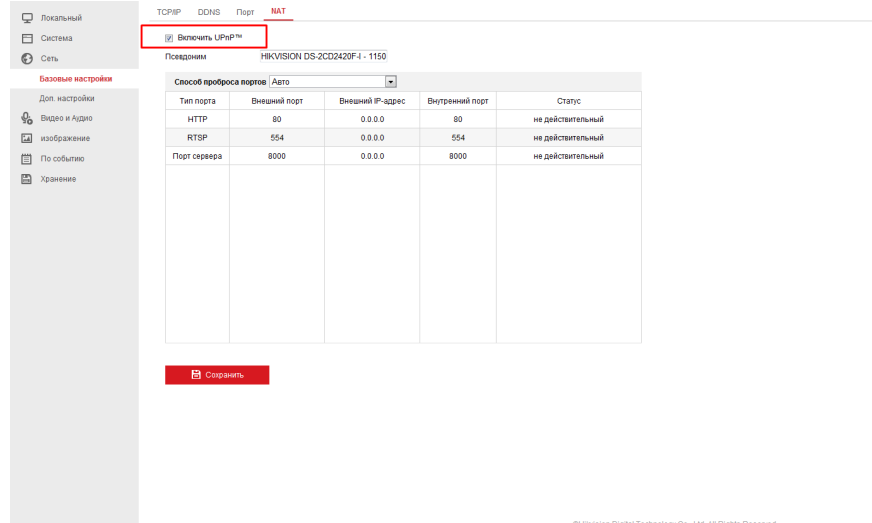 TCP/IP DDNS Порт NAT
Локальный
Система
Сеть
Базовые настройки
Доп. настройки
Видео и Аудио
изображение
По событию
Хранение
Включить UPnP™
Псевдоним HIKVISION DS-2CD2420F-I - 1150
Способ проброса портов Авто
Тип порта Внешний порт Внешний IP-адрес Внутренний порт Статус
HTTP 80 0.0.0.0 80 не действительный
RTSP 554 0.0.0.0 554 не действительный
Порт сервера 8000 0.0.0.0 8000 не действительный
Сохранить